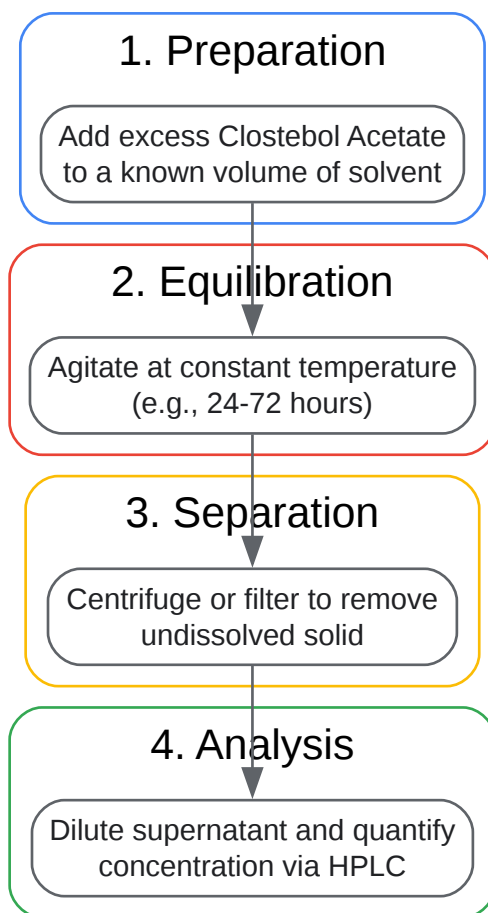 1. Preparation
Add excess Clostebol Acetate
to a known volume of solvent
2. Equilibration
Agitate at constant temperature
(e.g., 24-72 hours)
3. Separation
Centrifuge or filter to remove
undissolved solid
4. Analysis
Dilute supernatant and quantify
concentration via HPLC